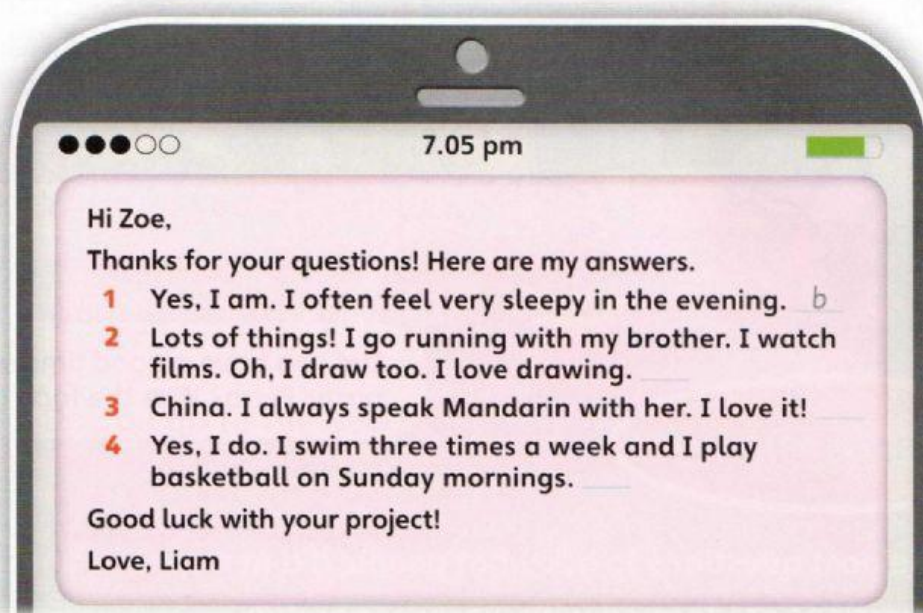 7.05 pm
Hi Zoe,
Thanks for your questions! Here are my answers.
1 Yes, I am. I often feel very sleepy in the evening. b
2 Lots of things! I go running with my brother. I watch
films. Oh, I draw too. I love drawing.
3 China. I always speak Mandarin with her. I love it!
4 Yes, I do. I swim three times a week and I play
basketball on Sunday mornings.
Good luck with your project!
Love, Liam